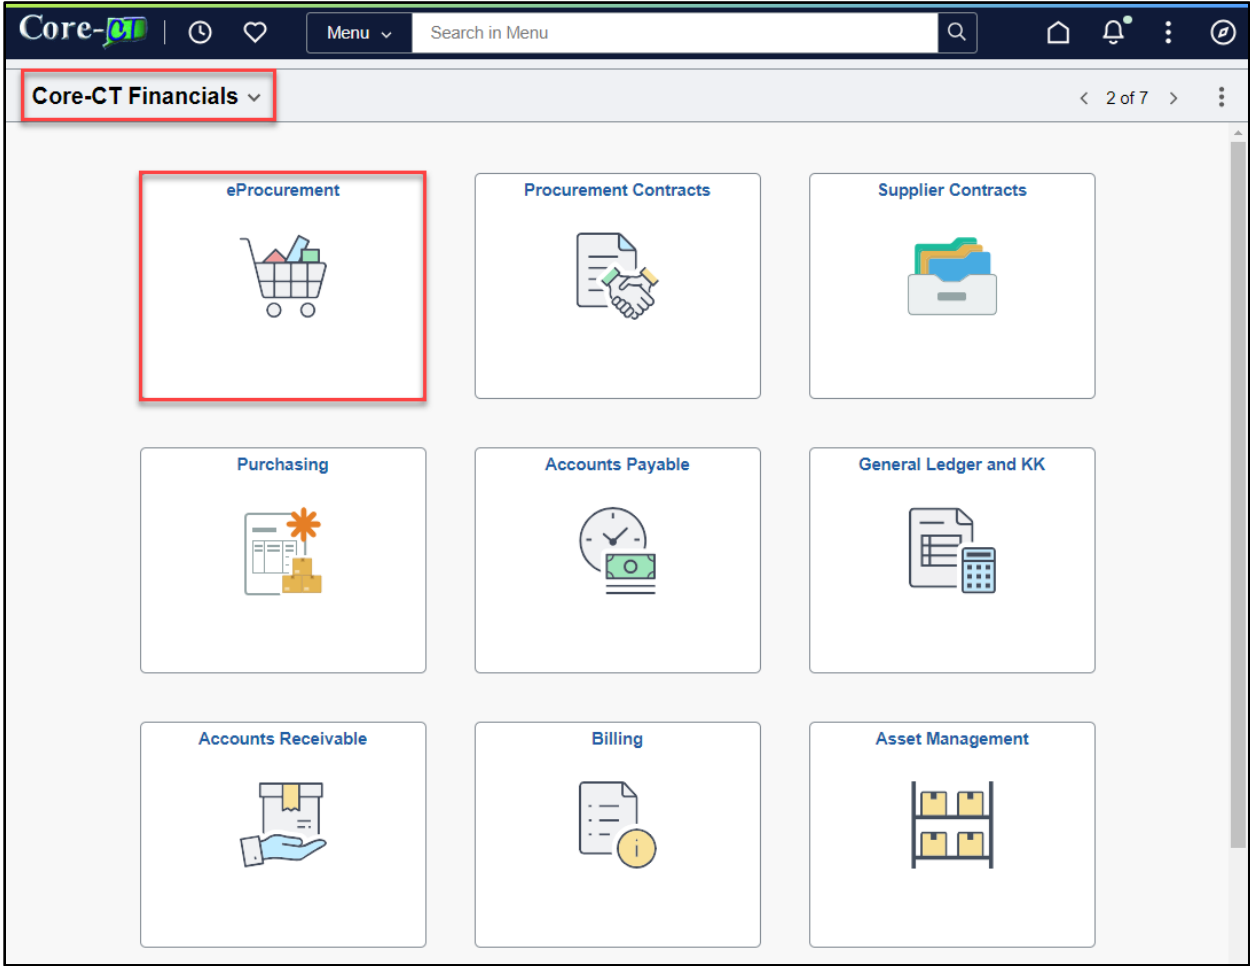 Core-CT
Menu
Search in Menu
Core-CT Financials
2 of 7
eProcurement
Procurement Contracts
Supplier Contracts
Purchasing
Accounts Payable
General Ledger and KK
Accounts Receivable
Billing
Asset Management